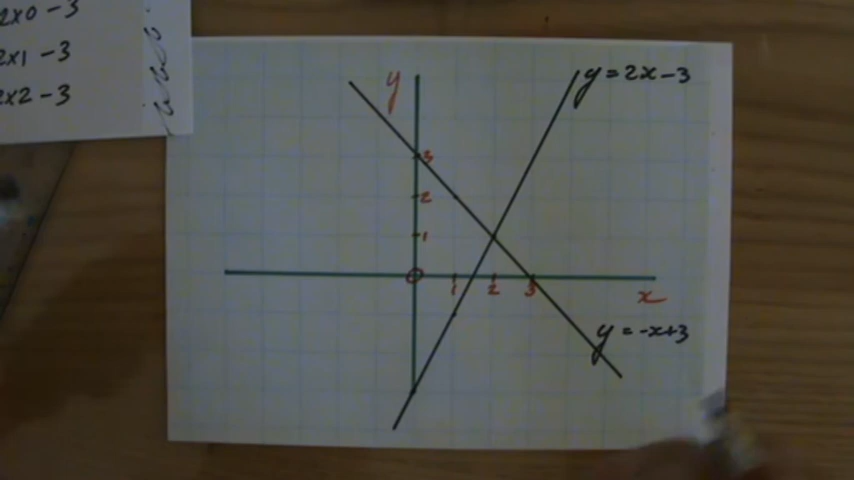 2x0-3
2x1-3
2x2-3
y
y=2x-3
3
2
1
0
1 2 3
x
y=-x+3